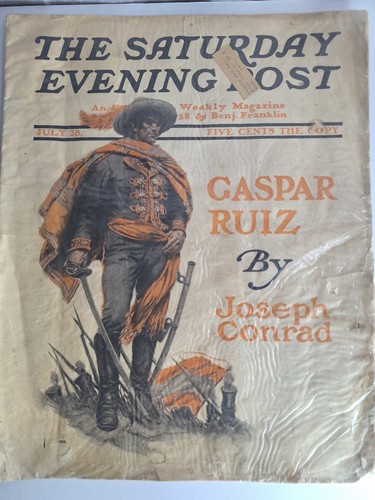 THE SATURDAY
EVENING POST
An Weekly Magazine
by Benj. Franklin
JULY 28, FIVE CENTS THE COPY
GASPAR
RUIZ
By
Joseph
Conrad